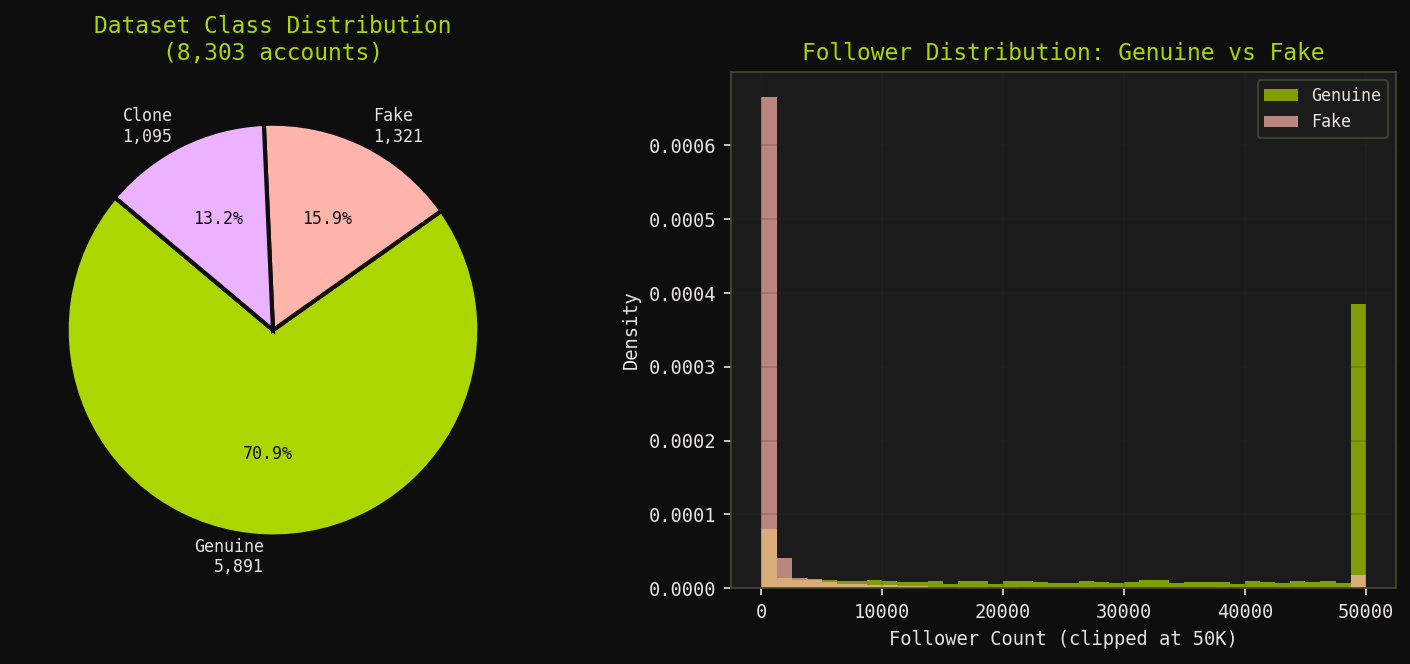 Dataset Class Distribution
(8,303 accounts)
Clone
1,095
Fake
1,321
13.2%
15.9%
70.9%
Genuine
5,891
Follower Distribution: Genuine vs Fake
Genuine
Fake
Density
0.0006
0.0005
0.0004
0.0003
0.0002
0.0001
0.0000
0
10000
20000
30000
40000
50000
Follower Count (clipped at 50K)